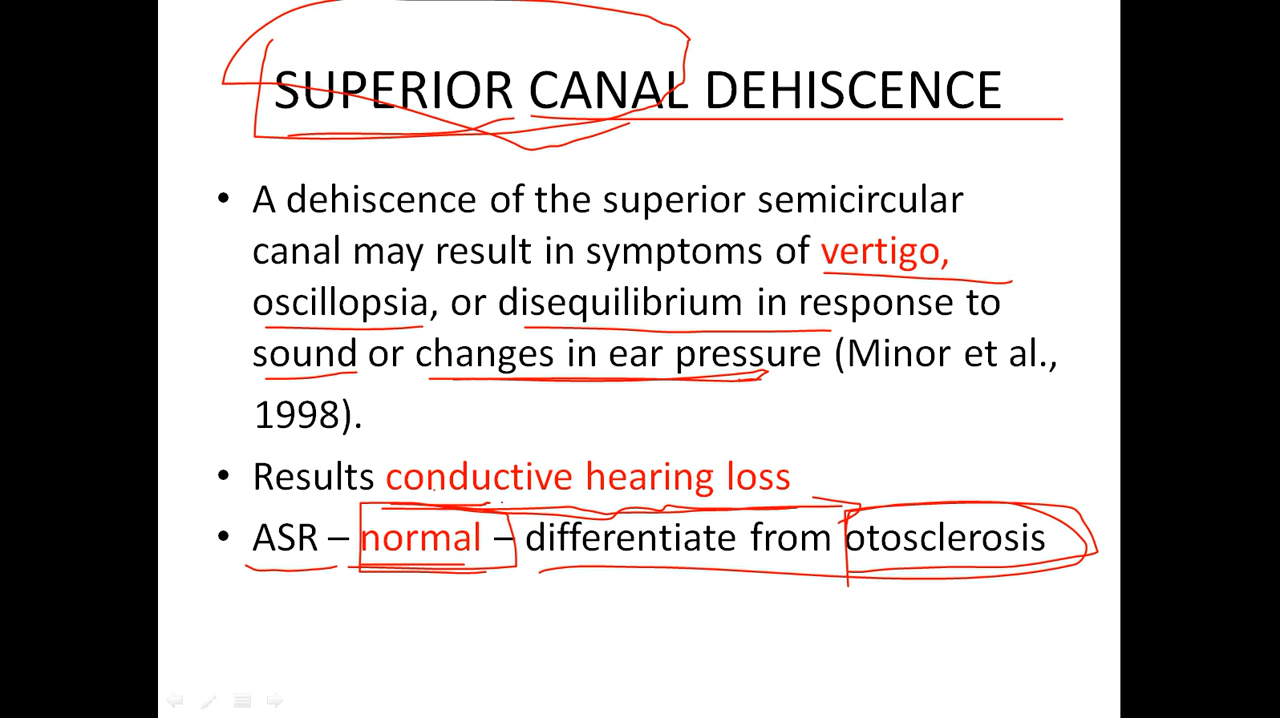 SUPERIOR CANAL DEHISCENCE
• A dehiscence of the superior semicircular
canal may result in symptoms of vertigo,
oscillopsia, or disequilibrium in response to
sound or changes in ear pressure (Minor et al.,
1998).
• Results conductive hearing loss
• ASR – normal – differentiate from otosclerosis